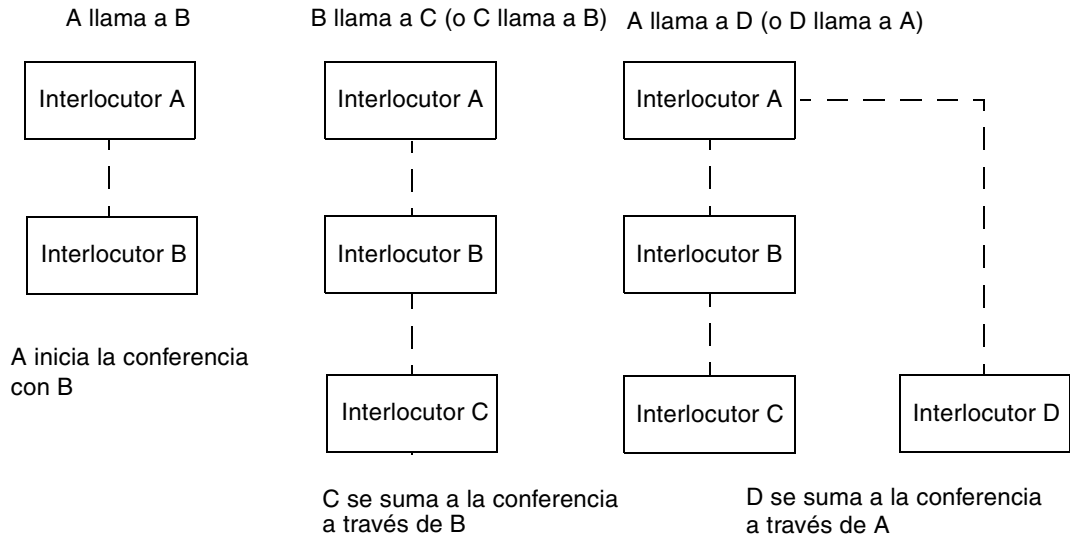 A llama a B
B llama a C (o C llama a B)
A llama a D (o D llama a A)
Interlocutor A
Interlocutor A
Interlocutor A
Interlocutor B
Interlocutor B
Interlocutor B
A inicia la conferencia
con B
Interlocutor C
Interlocutor C
Interlocutor D
C se suma a la conferencia
a través de B
D se suma a la conferencia
a través de A